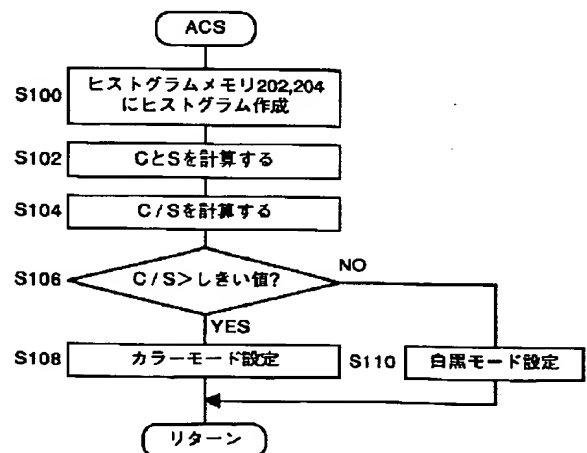 ACS
S100
ヒストグラムメモリ202,204
にヒストグラム作成
S102
CとSを計算する
S104
C/Sを計算する
S106
C/S>しきい値?
NO
YES
S108
カラーモード設定
S110
白黒モード設定
リターン